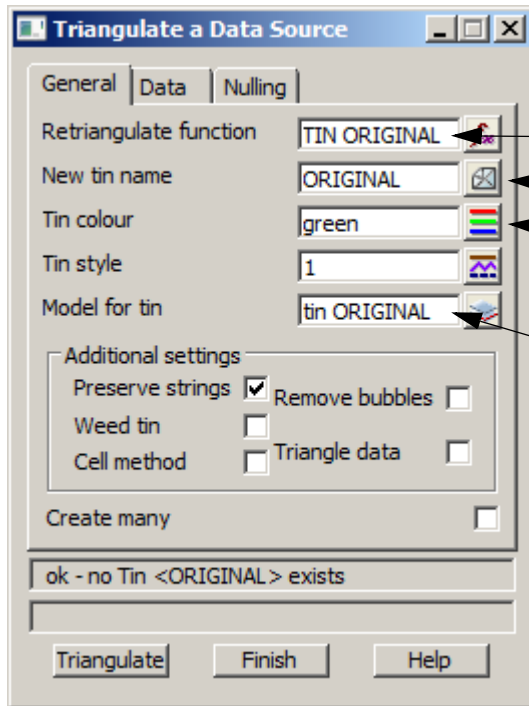 Triangulate a Data Source
General Data Nulling
Retriangulate function TIN ORIGINAL
New tin name ORIGINAL
Tin colour green
Tin style 1
Model for tin tin ORIGINAL
Additional settings
Preserve strings Remove bubbles
Weed tin
Cell method Triangle data
Create many
ok - no Tin <ORIGINAL> exists
Triangulate Finish Help